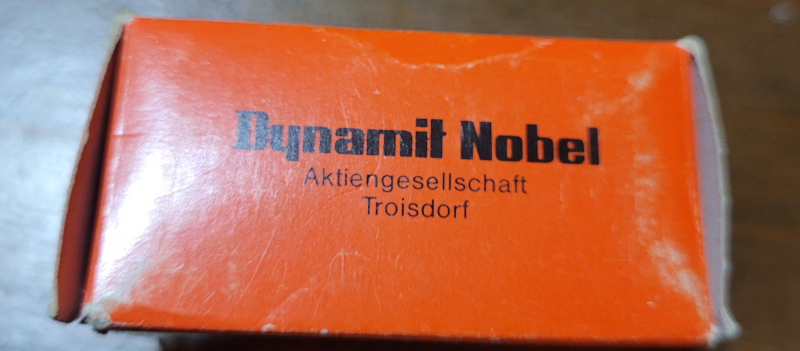 Dynamit Nobel
Aktiengesellschaft
Troisdorf